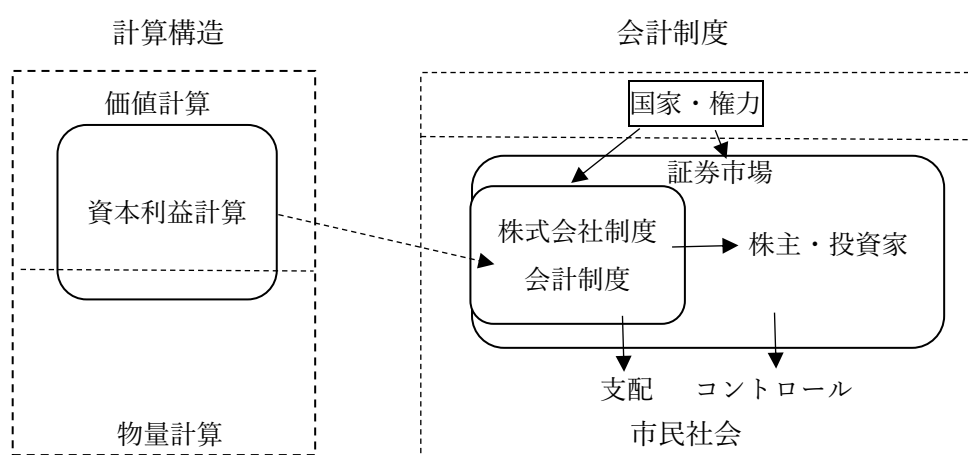 計算構造
会計制度
価値計算
国家・権力
証券市場
資本利益計算
株式会社制度
会計制度
株主・投資家
支配
コントロール
物量計算
市民社会